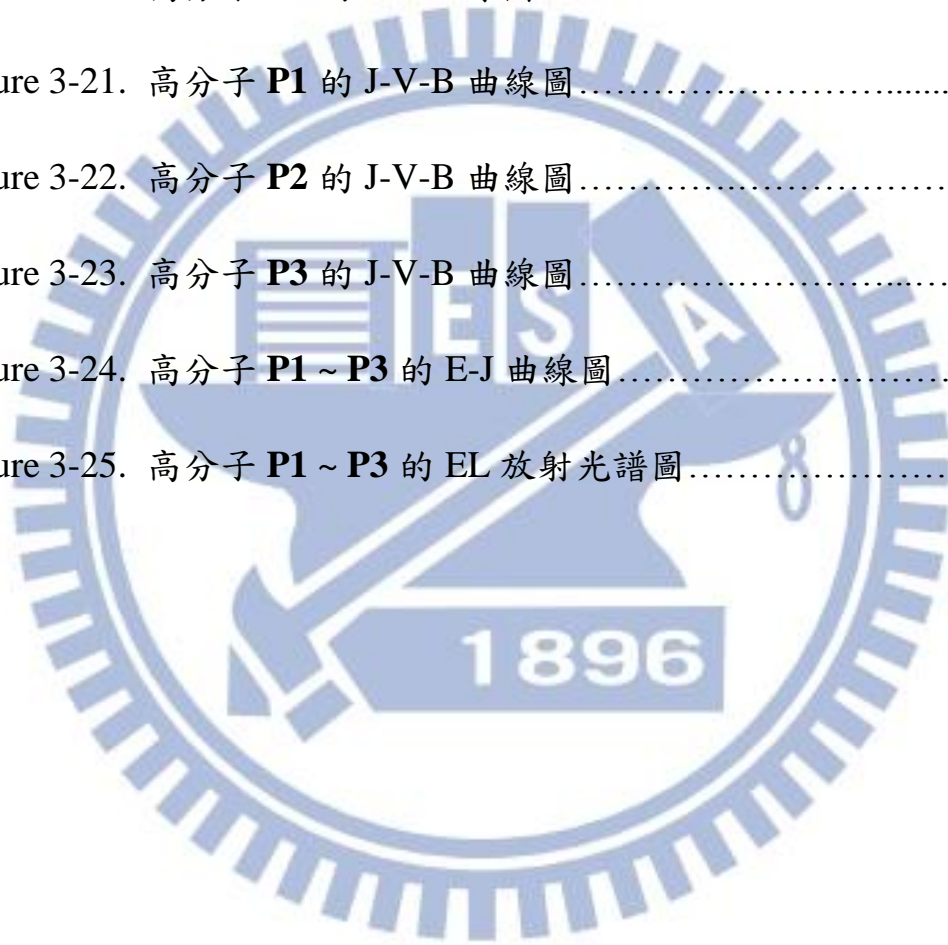 ure 3-21. 高分子 P1 的 J-V-B 曲線圖……………………….......
ure 3-22. 高分子 P2 的 J-V-B 曲線圖……………………………
ure 3-23. 高分子 P3 的 J-V-B 曲線圖………………………...…
ure 3-24. 高分子 P1 ~ P3 的 E-J 曲線圖…………………………
ure 3-25. 高分子 P1 ~ P3 的 EL 放射光譜圖……………………
E S A
1896